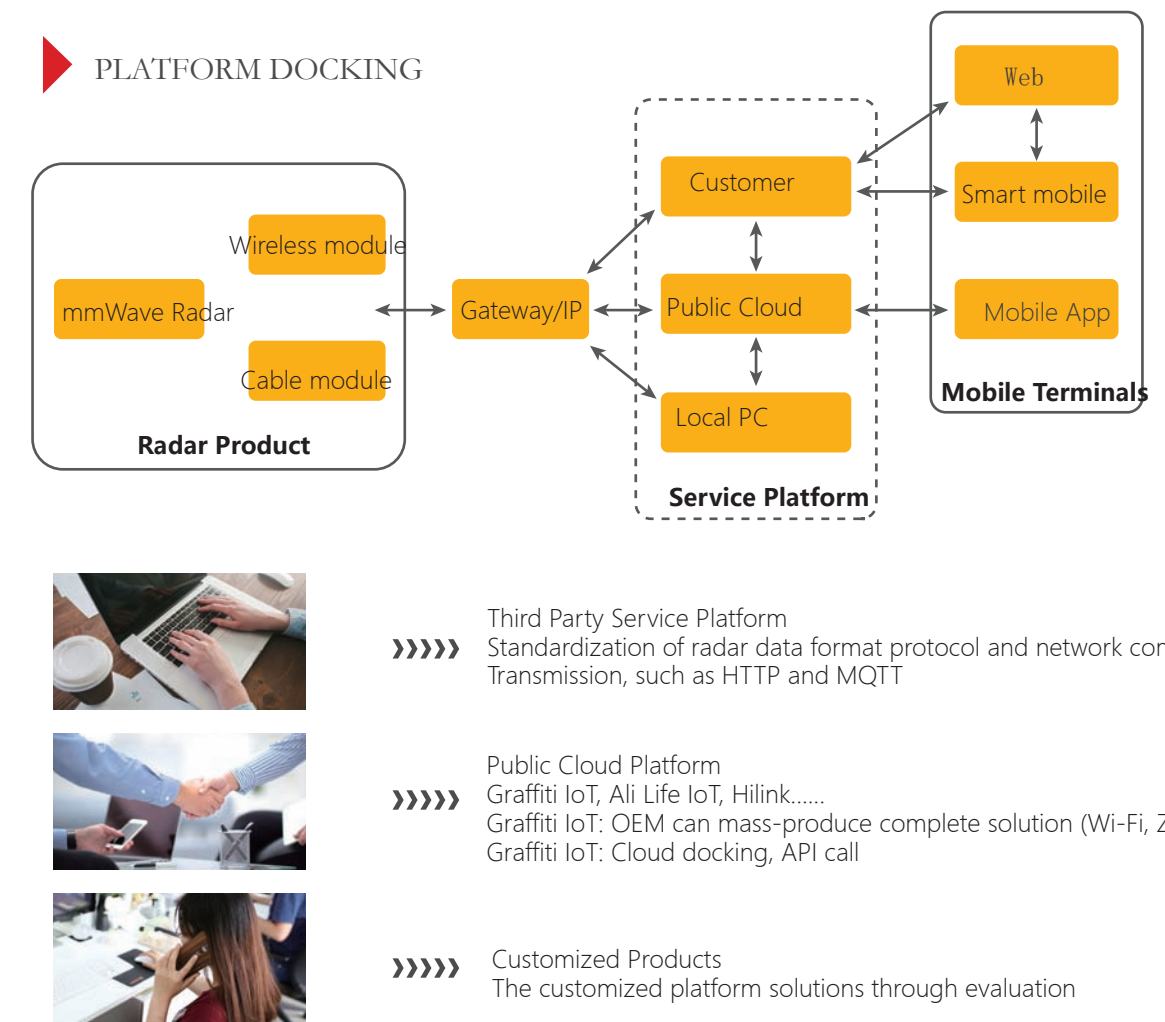 PLATFORM DOCKING
Web
Customer
Smart mobile
Wireless module
mmWave Radar
Gateway/IP
Public Cloud
Mobile App
Cable module
Mobile Terminals
Local PC
Radar Product
Service Platform
Third Party Service Platform
Standardization of radar data format protocol and network
Transmission, such as HTTP and MQTT
Public Cloud Platform
Graffiti IoT, Ali Life IoT, Hilink......
Graffiti IoT: OEM can mass-produce complete solution (Wi-Fi,
Graffiti IoT: Cloud docking, API call
Customized Products
The customized platform solutions through evaluation